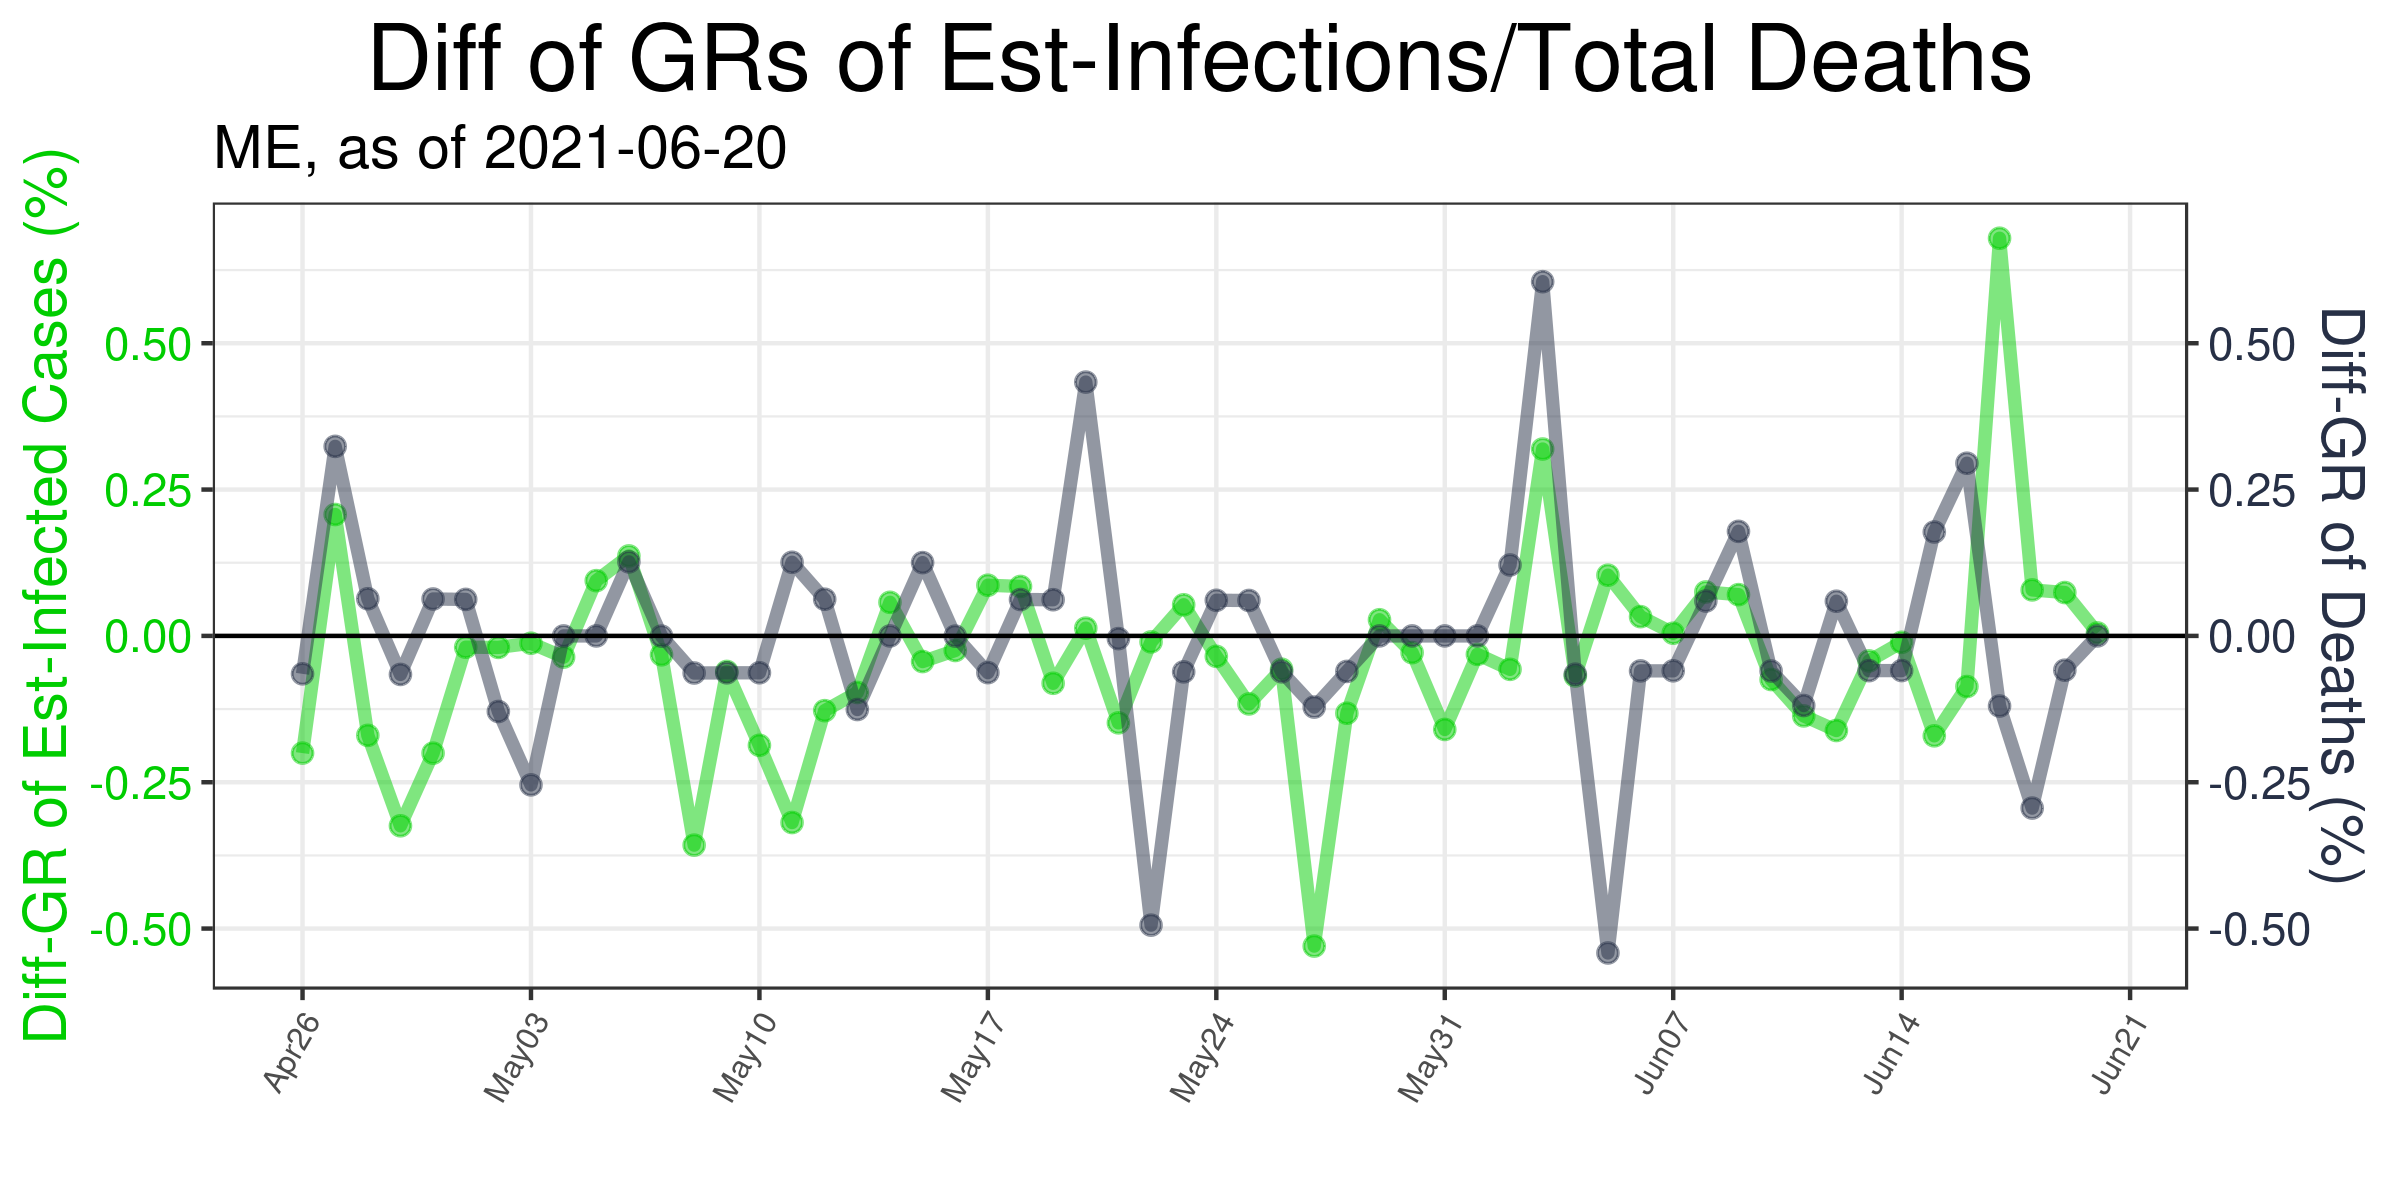 Diff of GRs of Est-Infections/Total Deaths
ME, as of 2021-06-20
Diff-GR of Est-Infected Cases (%)
0.50
0.25
0.00
-0.25
-0.50
0.50
0.25
0.00
-0.25
-0.50
Diff-GR of Deaths (%)
Apr26
May03
May10
May17
May24
May31
Jun07
Jun14
Jun21